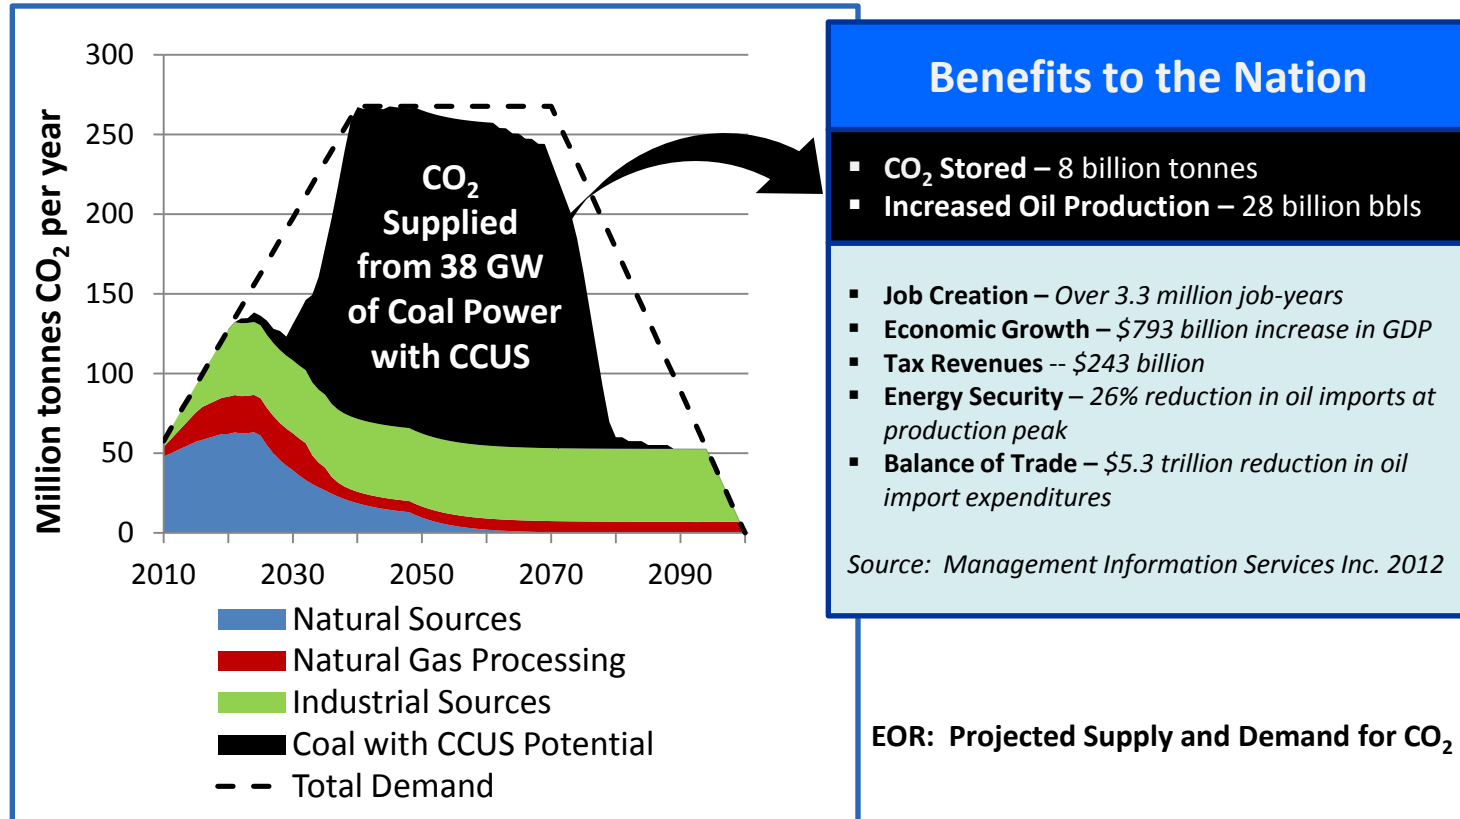 300
250
200
150
100
50
0
Million tonnes CO₂ per year
2010 2030 2050 2070 2090
CO₂
Supplied
from 38 GW
of Coal Power
with CCUS
Natural Sources
Natural Gas Processing
Industrial Sources
Coal with CCUS Potential
Total Demand
Benefits to the Nation
▪ CO₂ Stored – 8 billion tonnes
▪ Increased Oil Production – 28 billion bbls
▪ Job Creation – Over 3.3 million job-years
▪ Economic Growth – $793 billion increase in GDP
▪ Tax Revenues -- $243 billion
▪ Energy Security – 26% reduction in oil imports at
production peak
▪ Balance of Trade – $5.3 trillion reduction in oil
import expenditures
Source: Management Information Services Inc. 2012
EOR: Projected Supply and Demand for CO₂